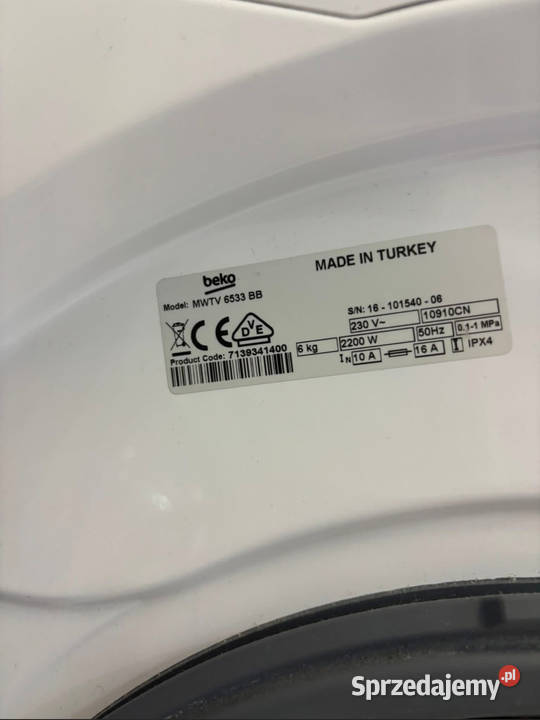 beko
MADE IN TURKEY
Model: MWTV 6533 BB
S/N: 16 - 101540 - 06
230 V~ 10910CN
Product Code: 7139341400
6 kg 2200 W 50Hz 0.1-1 MPa
IN 10 A 16 A IPX4
DVE
Sprzedajemy.pl